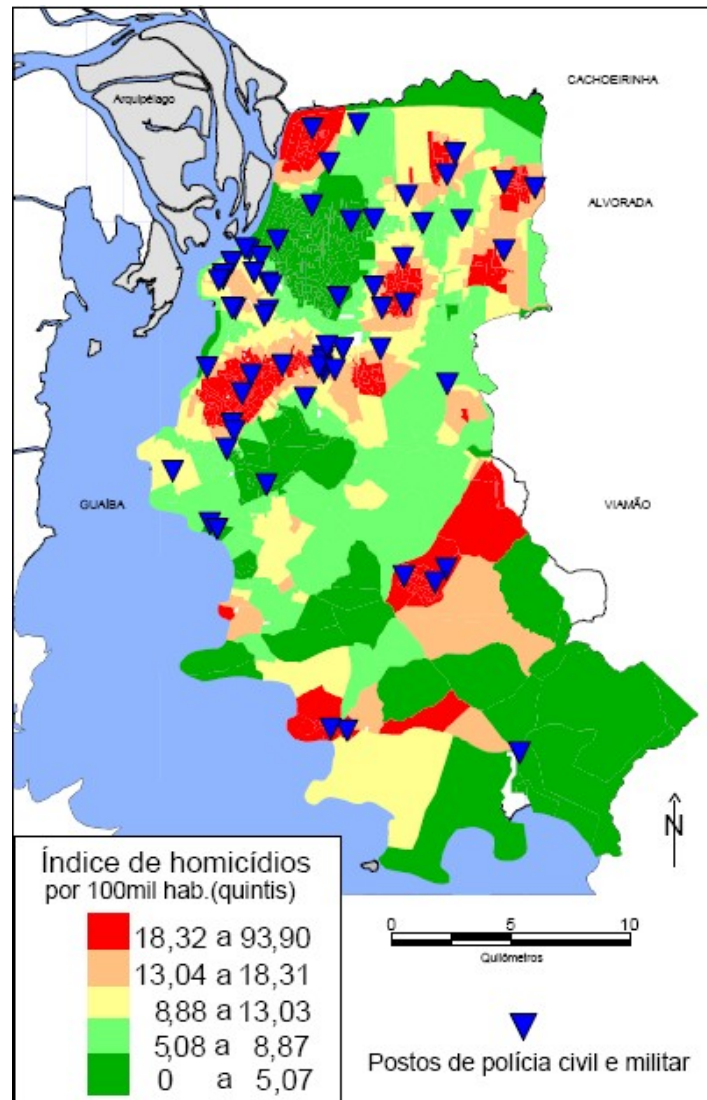 CACHOEIRINHA
Arquipélago
ALVORADA
GUAÍBA
VIAMÃO
N
Índice de homicídios
por 100mil hab.(quintis)
18,32 a 93,90
13,04 a 18,31
8,88 a 13,03
5,08 a 8,87
0 a 5,07
0 5 10
Quilômetros
Postos de polícia civil e militar